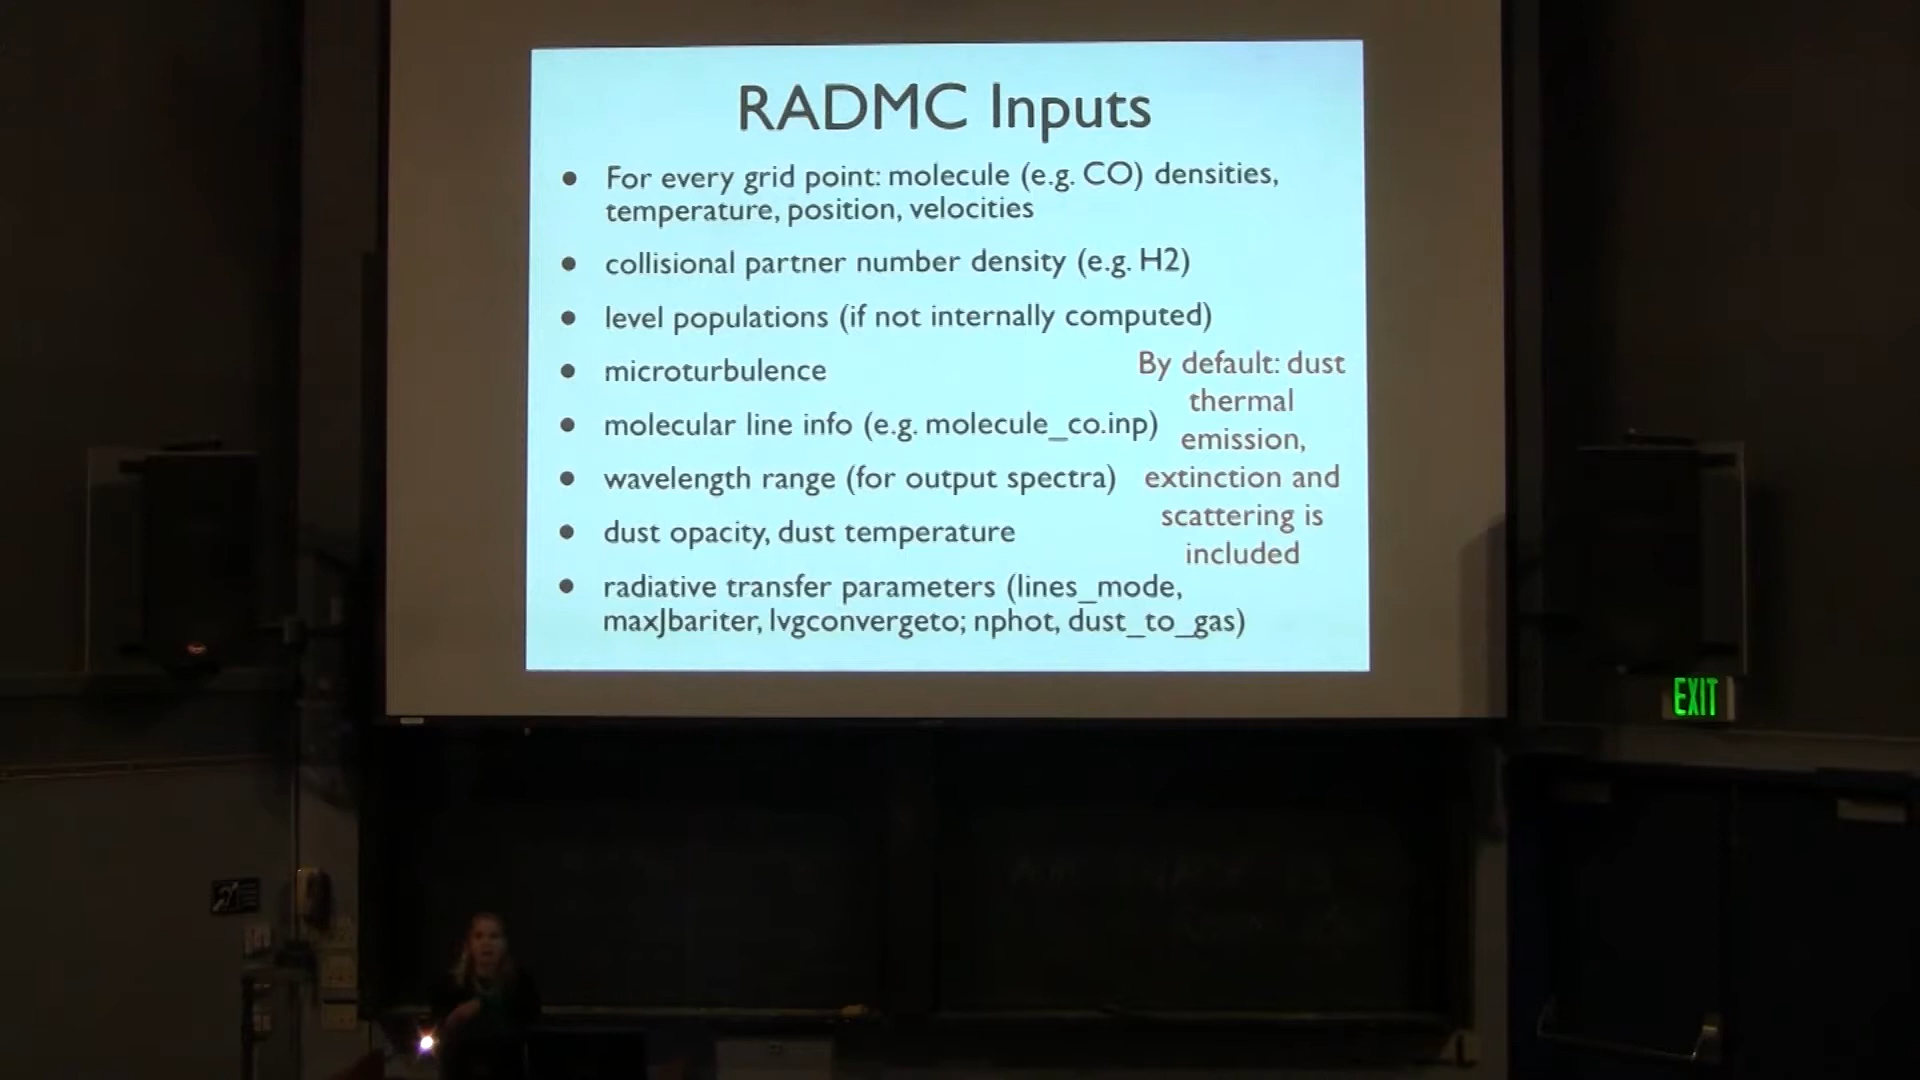 RADMC Inputs
• For every grid point: molecule (e.g. CO) densities,
temperature, position, velocities
• collisional partner number density (e.g. H2)
• level populations (if not internally computed)
• microturbulence
• molecular line info (e.g. molecule_co.inp)
• wavelength range (for output spectra)
• dust opacity, dust temperature
• radiative transfer parameters (lines_mode,
maxJbariter, lvgconvergeto; nphot, dust_to_gas)
By default: dust
thermal
emission,
extinction and
scattering is
included
EXIT